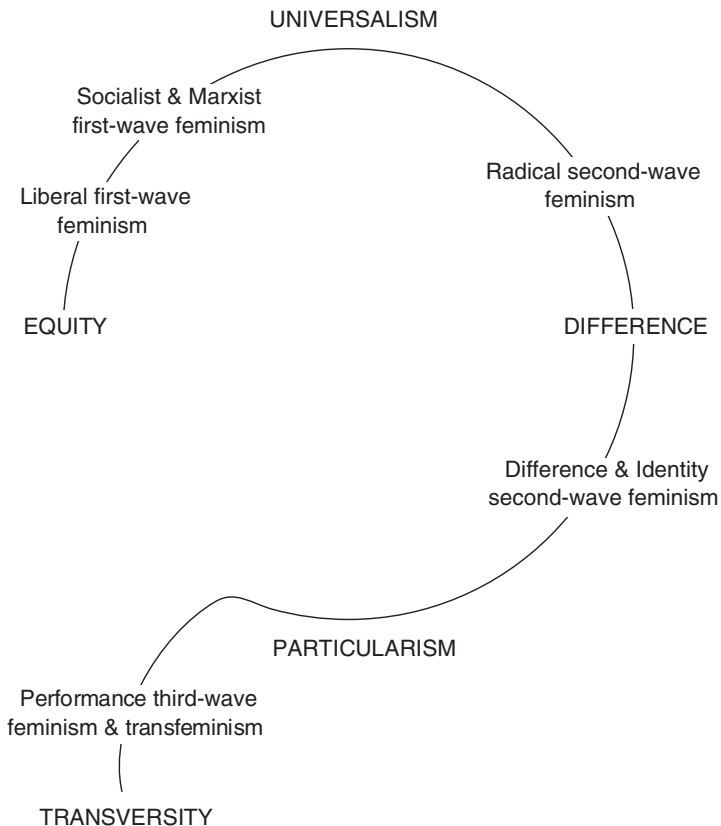 UNIVERSALISM
Socialist & Marxist
first-wave feminism
Radical second-wave
feminism
Liberal first-wave
feminism
EQUITY
DIFFERENCE
Difference & Identity
second-wave feminism
PARTICULARISM
Performance third-wave
feminism & transfeminism
TRANSVERSITY